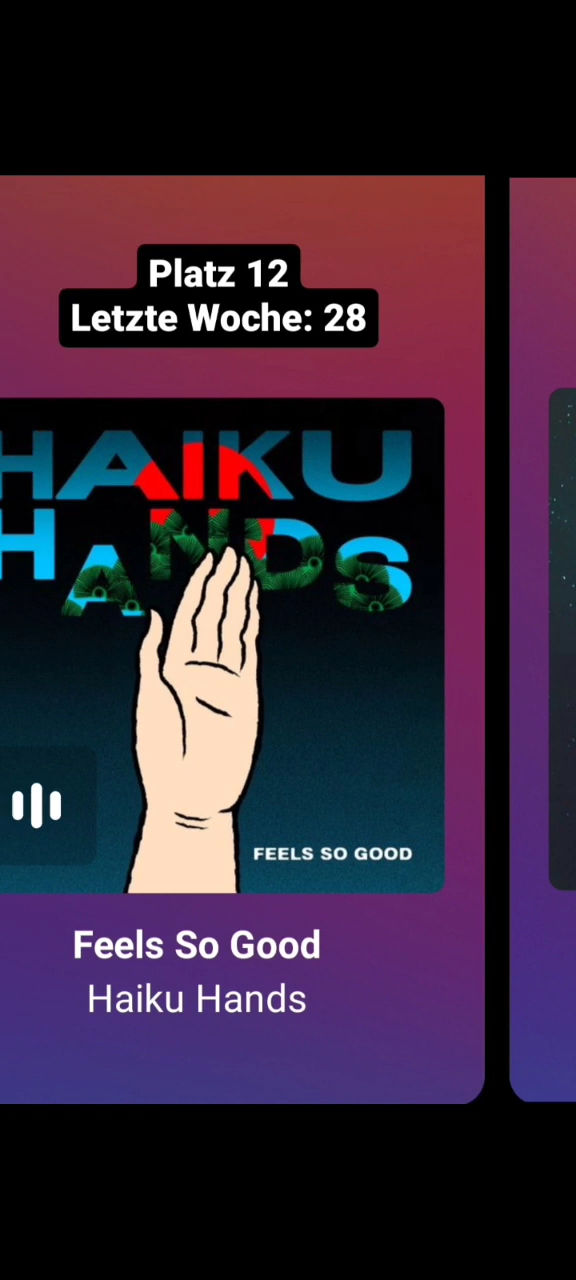 Platz 12
Letzte Woche: 28
HAIKU
HANDS
FEELS SO GOOD
Feels So Good
Haiku Hands